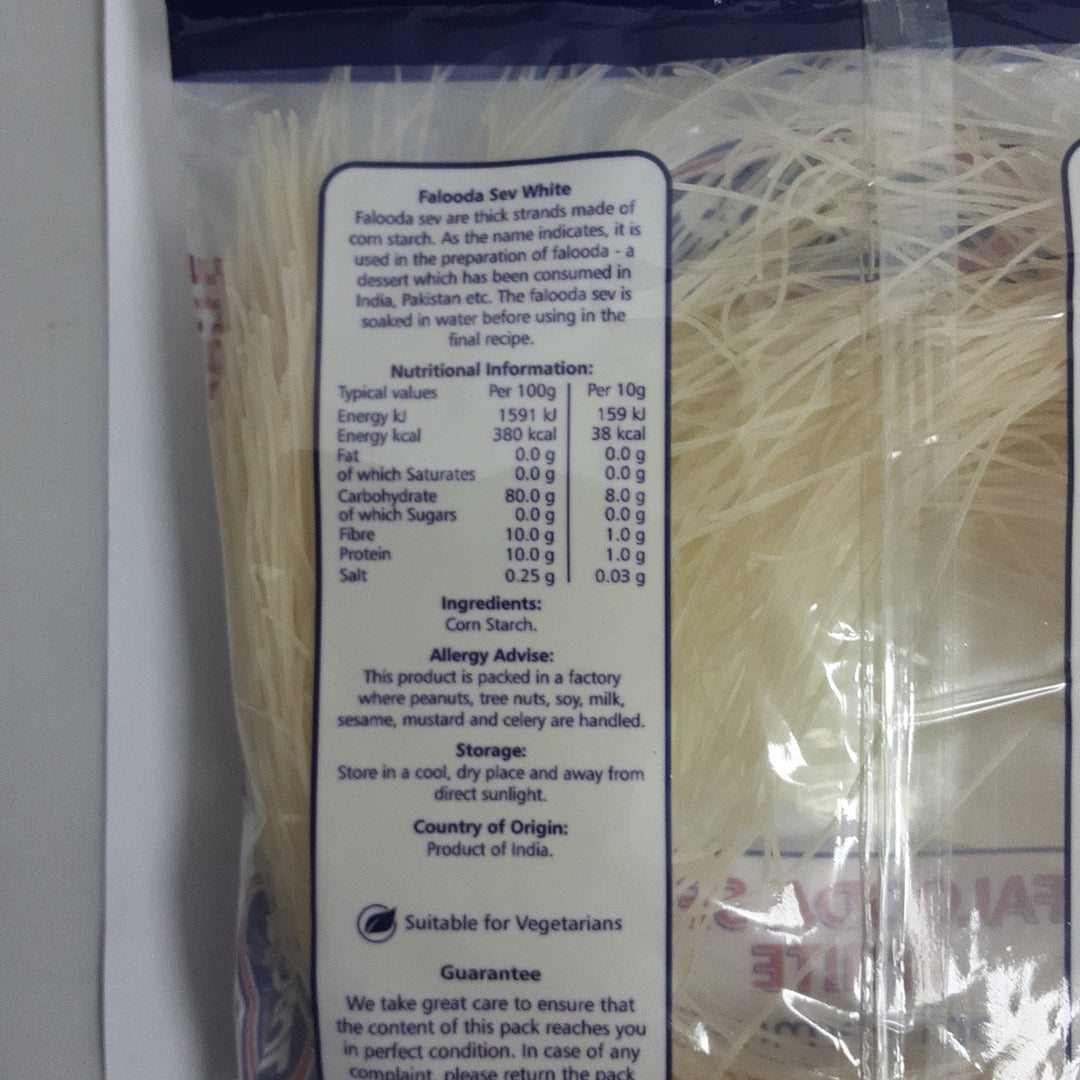 Falooda Sev White
Falooda sev are thick strands made of
corn starch. As the name indicates, it is
used in the preparation of falooda - a
dessert which has been consumed in
India, Pakistan etc. The falooda sev is
soaked in water before using in the
final recipe.
Nutritional Information:
Typical values Per 100g Per 10g
Energy kJ 1591 kJ 159 kJ
Energy kcal 380 kcal 38 kcal
Fat 0.0 g 0.0 g
of which Saturates 0.0 g 0.0 g
Carbohydrate 80.0 g 8.0 g
of which Sugars 0.0 g 0.0 g
Fibre 10.0 g 1.0 g
Protein 10.0 g 1.0 g
Salt 0.25 g 0.03 g
Ingredients:
Corn Starch.
Allergy Advise:
This product is packed in a factory
where peanuts, tree nuts, soy, milk,
sesame, mustard and celery are handled.
Storage:
Store in a cool, dry place and away from
direct sunlight.
Country of Origin:
Product of India.
Suitable for Vegetarians
Guarantee
We take great care to ensure that
the content of this pack reaches you
in perfect condition. In case of any
complaint, please return the pack